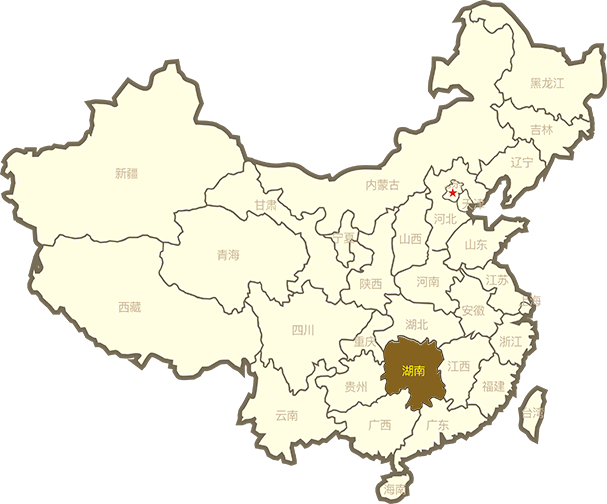 黑龙江
吉林
辽宁
新疆
内蒙古
天津
甘肃
河北
宁夏
山西
山东
青海
陕西
河南
江苏
西藏
安徽
湖北
四川
重庆
浙江
湖南
江西
贵州
福建
云南
台湾
广西
广东
海南